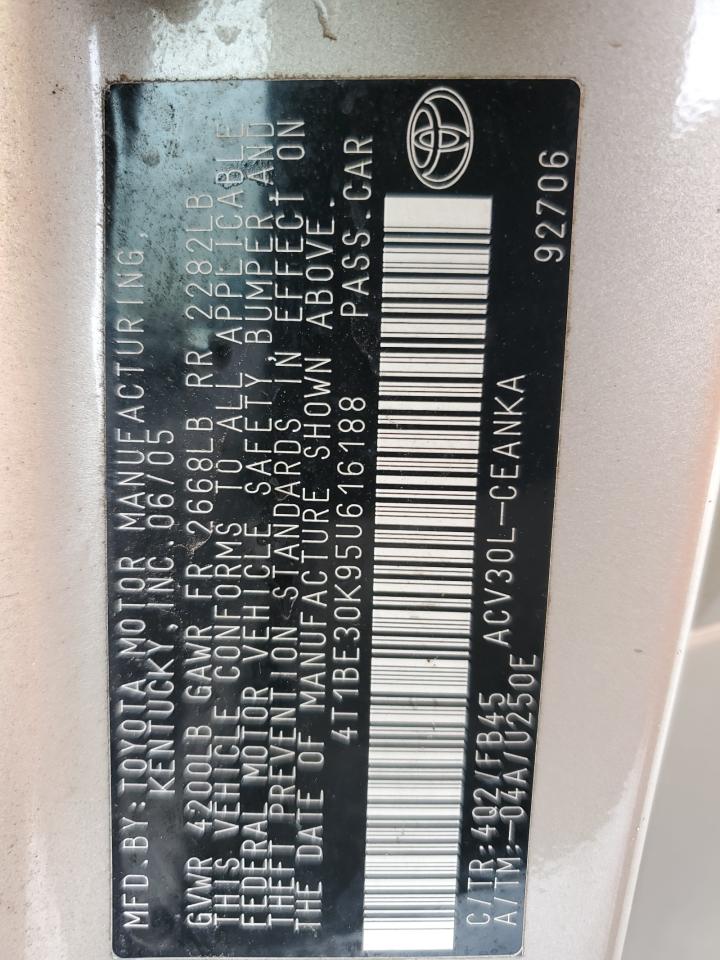 MFD.BY:TOYOTA MOTOR MANUFACTURING,
KENTUCKY,INC.06/05
GVWR 4200LB GAWR FR 2668LB RR 2282LB
THIS VEHICLE CONFORMS TO ALL APPLICABLE
FEDERAL MOTOR VEHICLE SAFETY, BUMPER AND
THEFT PREVENTION STANDARDS IN EFFECT ON
THE DATE OF MANUFACTURE SHOWN ABOVE.
4T1BE30K95U616188 PASS.CAR
C/TR:4Q2/FB45 ACV30L-CEANKA
A/TM:-04A/U250E 92706